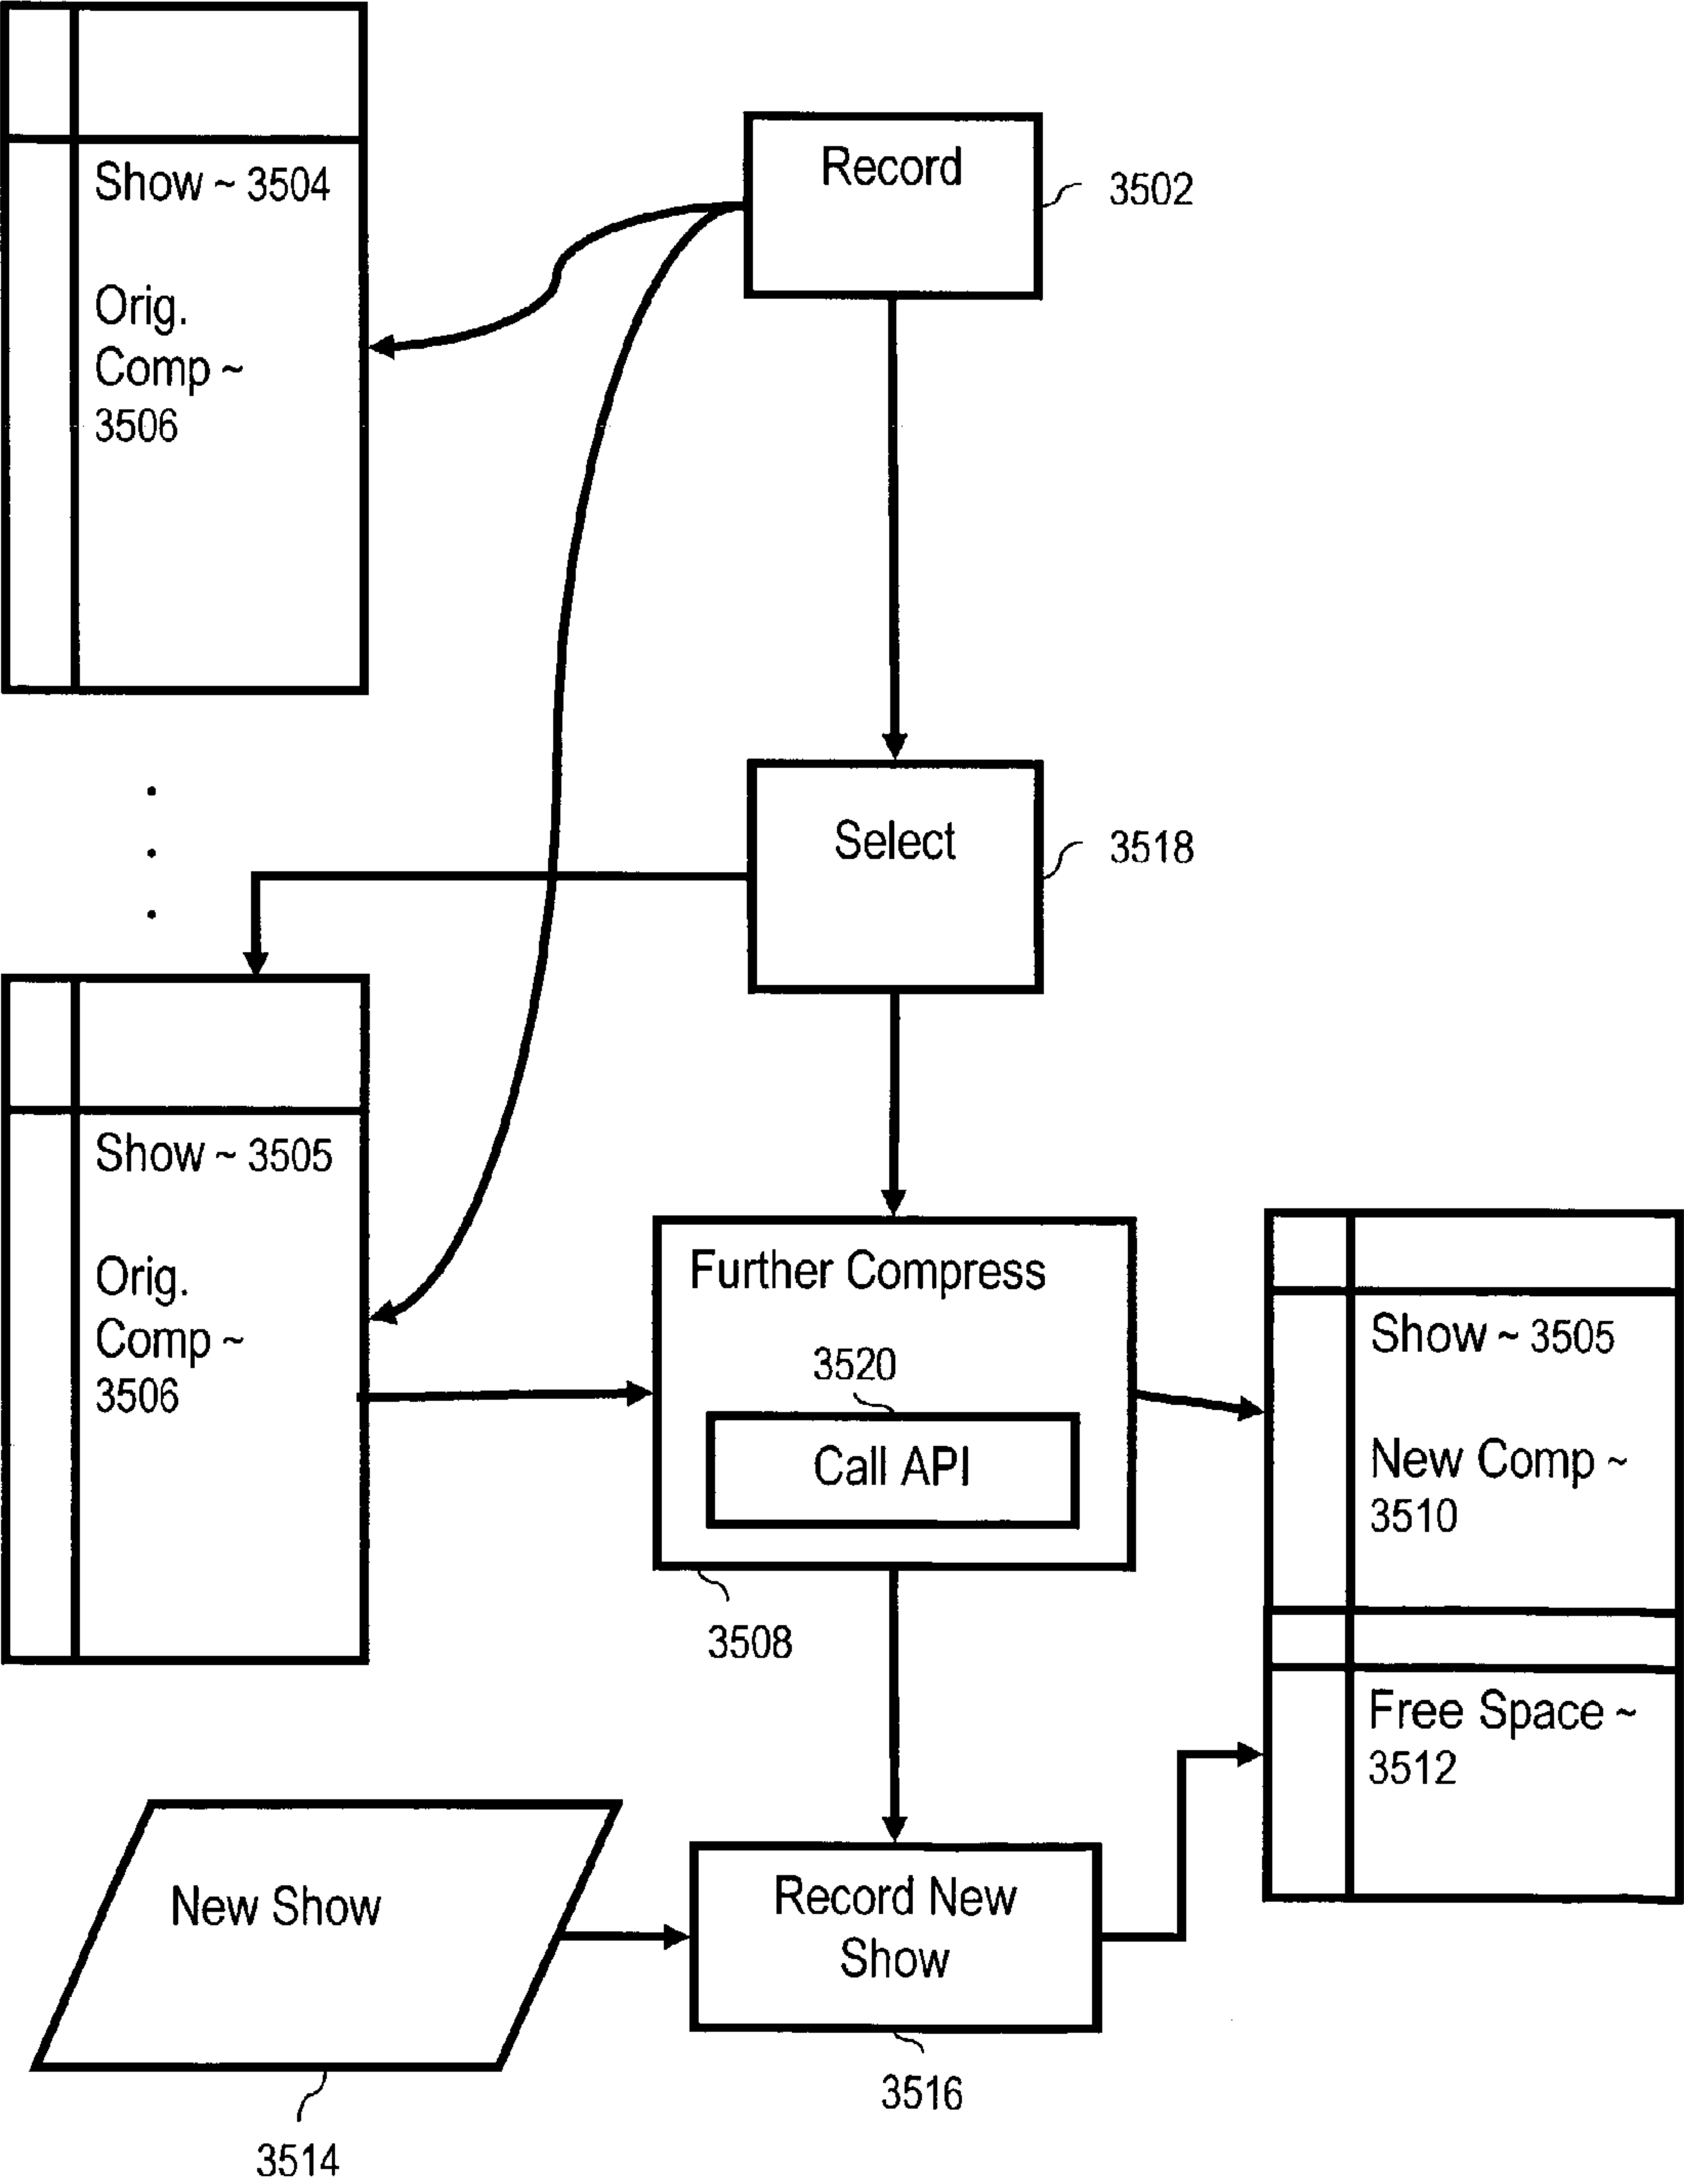 Record
3502
Show ~ 3504
Orig.
Comp ~
3506
Select
3518
Show ~ 3505
Orig.
Comp ~
3506
Further Compress
3520
Call API
3508
Show ~ 3505
New Comp ~
3510
Free Space ~
3512
New Show
3514
Record New
Show
3516